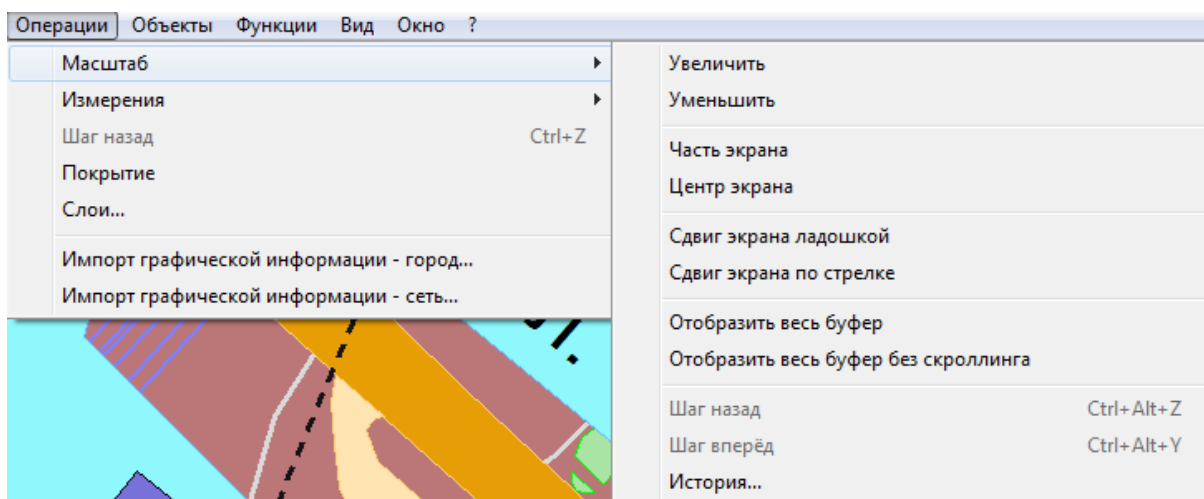 Операции Объекты Функции Вид Окно ?
Масштаб
Измерения
Шаг назад Ctrl+Z
Покрытие
Слои...
Импорт графической информации - город...
Импорт графической информации - сеть...
Увеличить
Уменьшить
Часть экрана
Центр экрана
Сдвиг экрана ладошкой
Сдвиг экрана по стрелке
Отобразить весь буфер
Отобразить весь буфер без скроллинга
Шаг назад Ctrl+Alt+Z
Шаг вперёд Ctrl+Alt+Y
История...